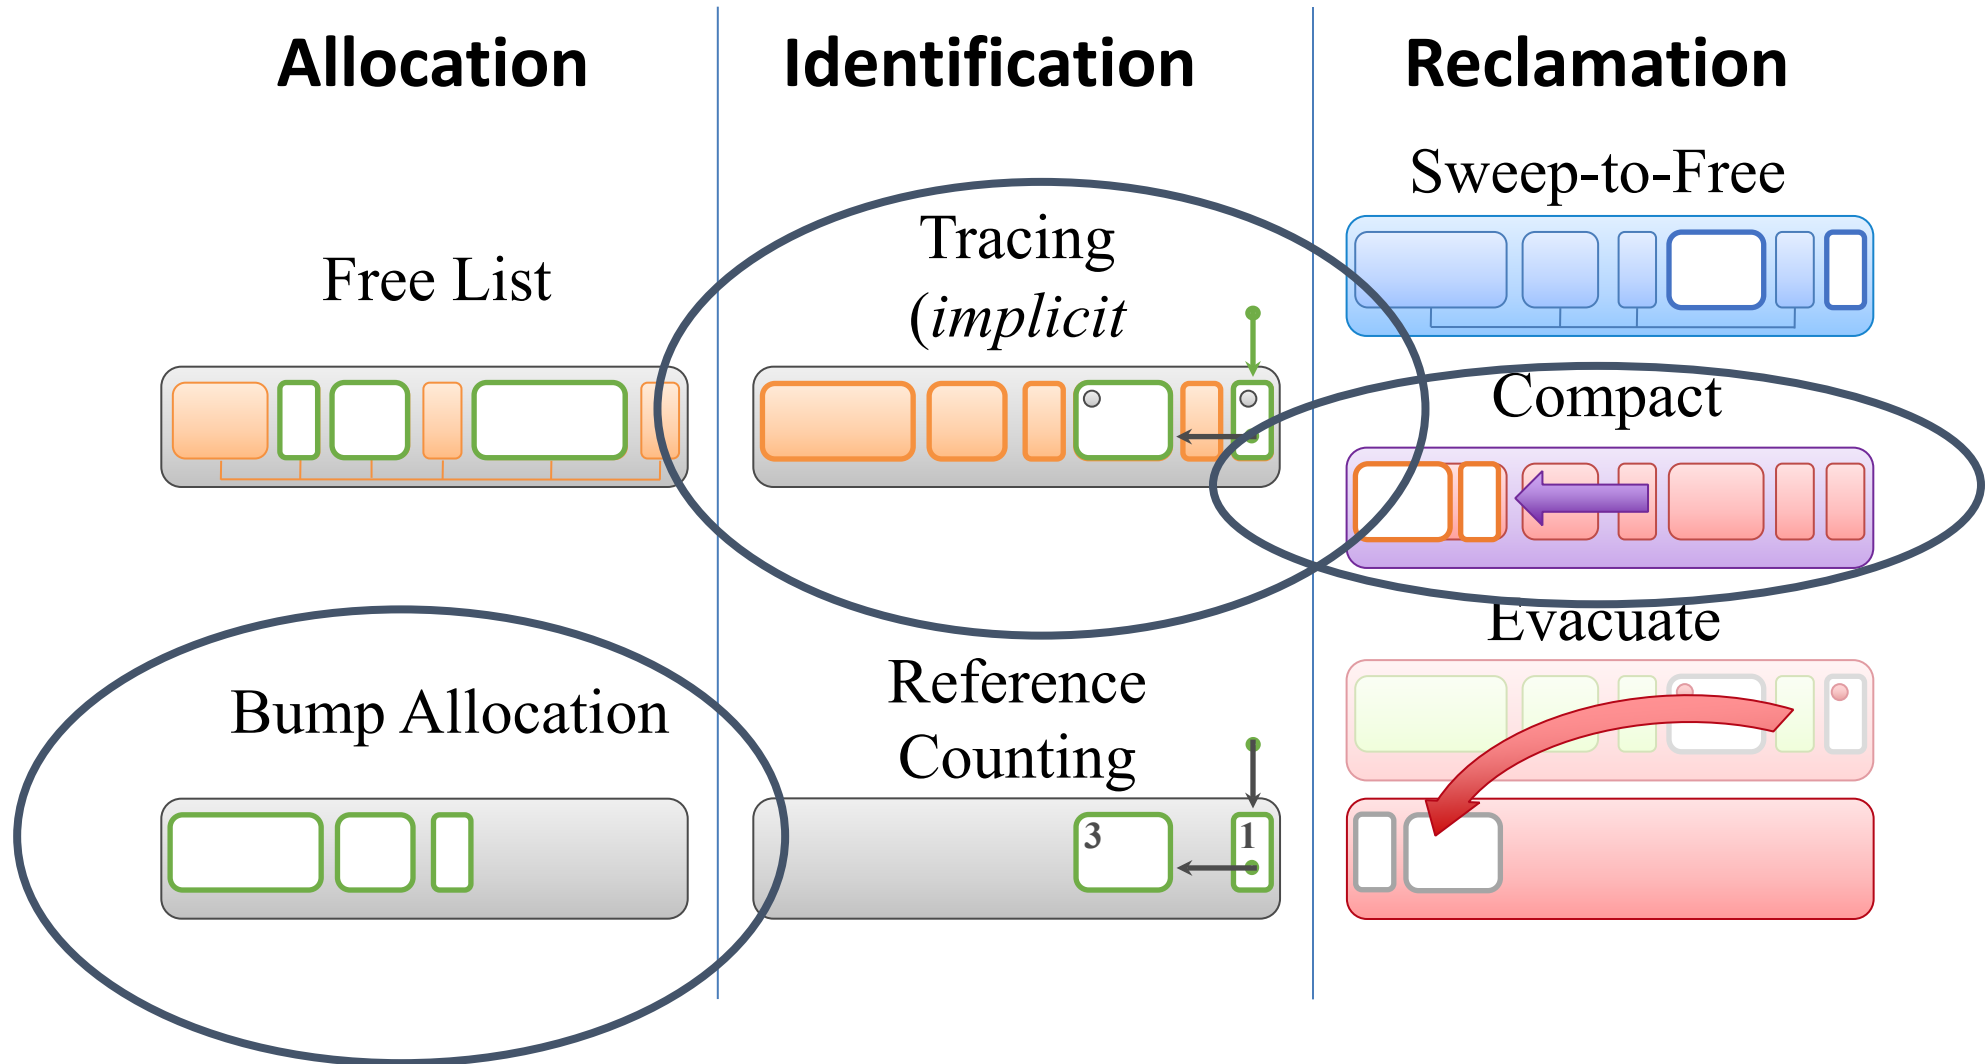 Allocation
Identification
Reclamation
Free List
Bump Allocation
Tracing
(implicit
Reference
Counting
3
1
Sweep-to-Free
Compact
Evacuate